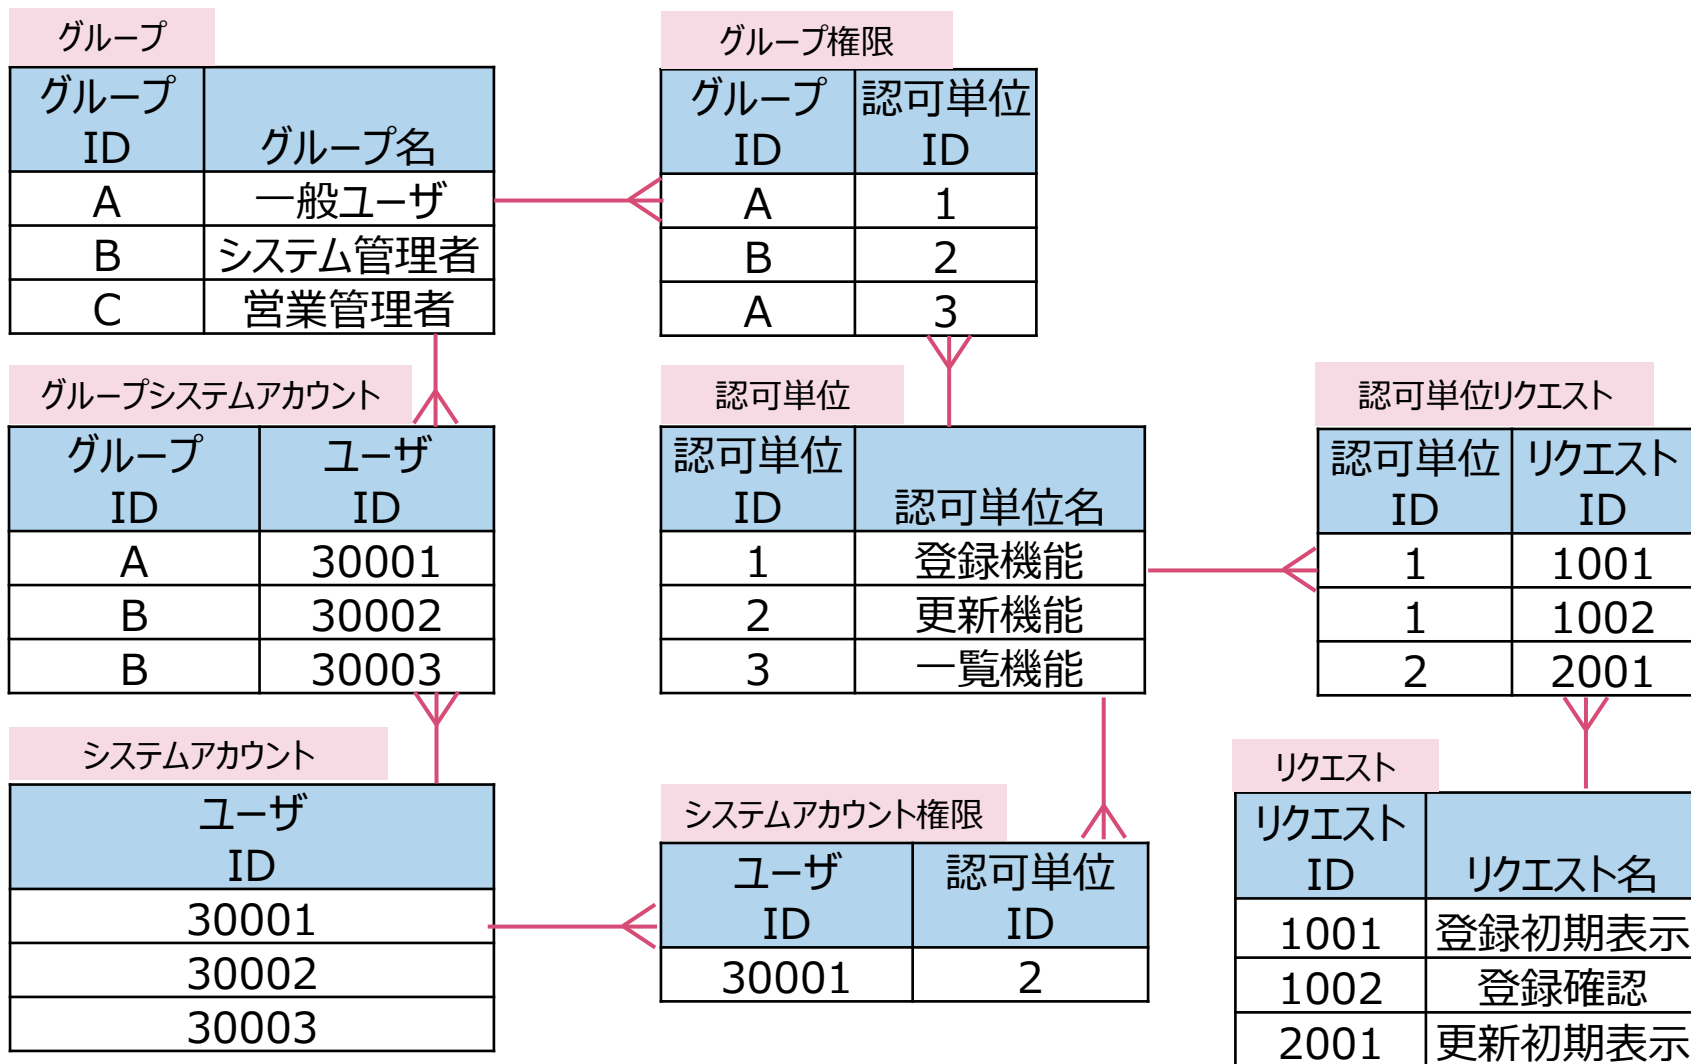 グループ
グループ
ID
グループ名
A 一般ユーザ
B システム管理者
C 営業管理者
グループ権限
グループ
ID
認可単位
ID
A 1
B 2
A 3
グループシステムアカウント
グループ
ID
ユーザ
ID
A 30001
B 30002
B 30003
認可単位
認可単位
ID
認可単位名
1 登録機能
2 更新機能
3 一覧機能
認可単位リクエスト
認可単位
ID
リクエスト
ID
1 1001
1 1002
2 2001
システムアカウント
ユーザ
ID
30001
30002
30003
システムアカウント権限
ユーザ
ID
認可単位
ID
30001 2
リクエスト
リクエスト
ID
リクエスト名
1001 登録初期表示
1002 登録確認
2001 更新初期表示